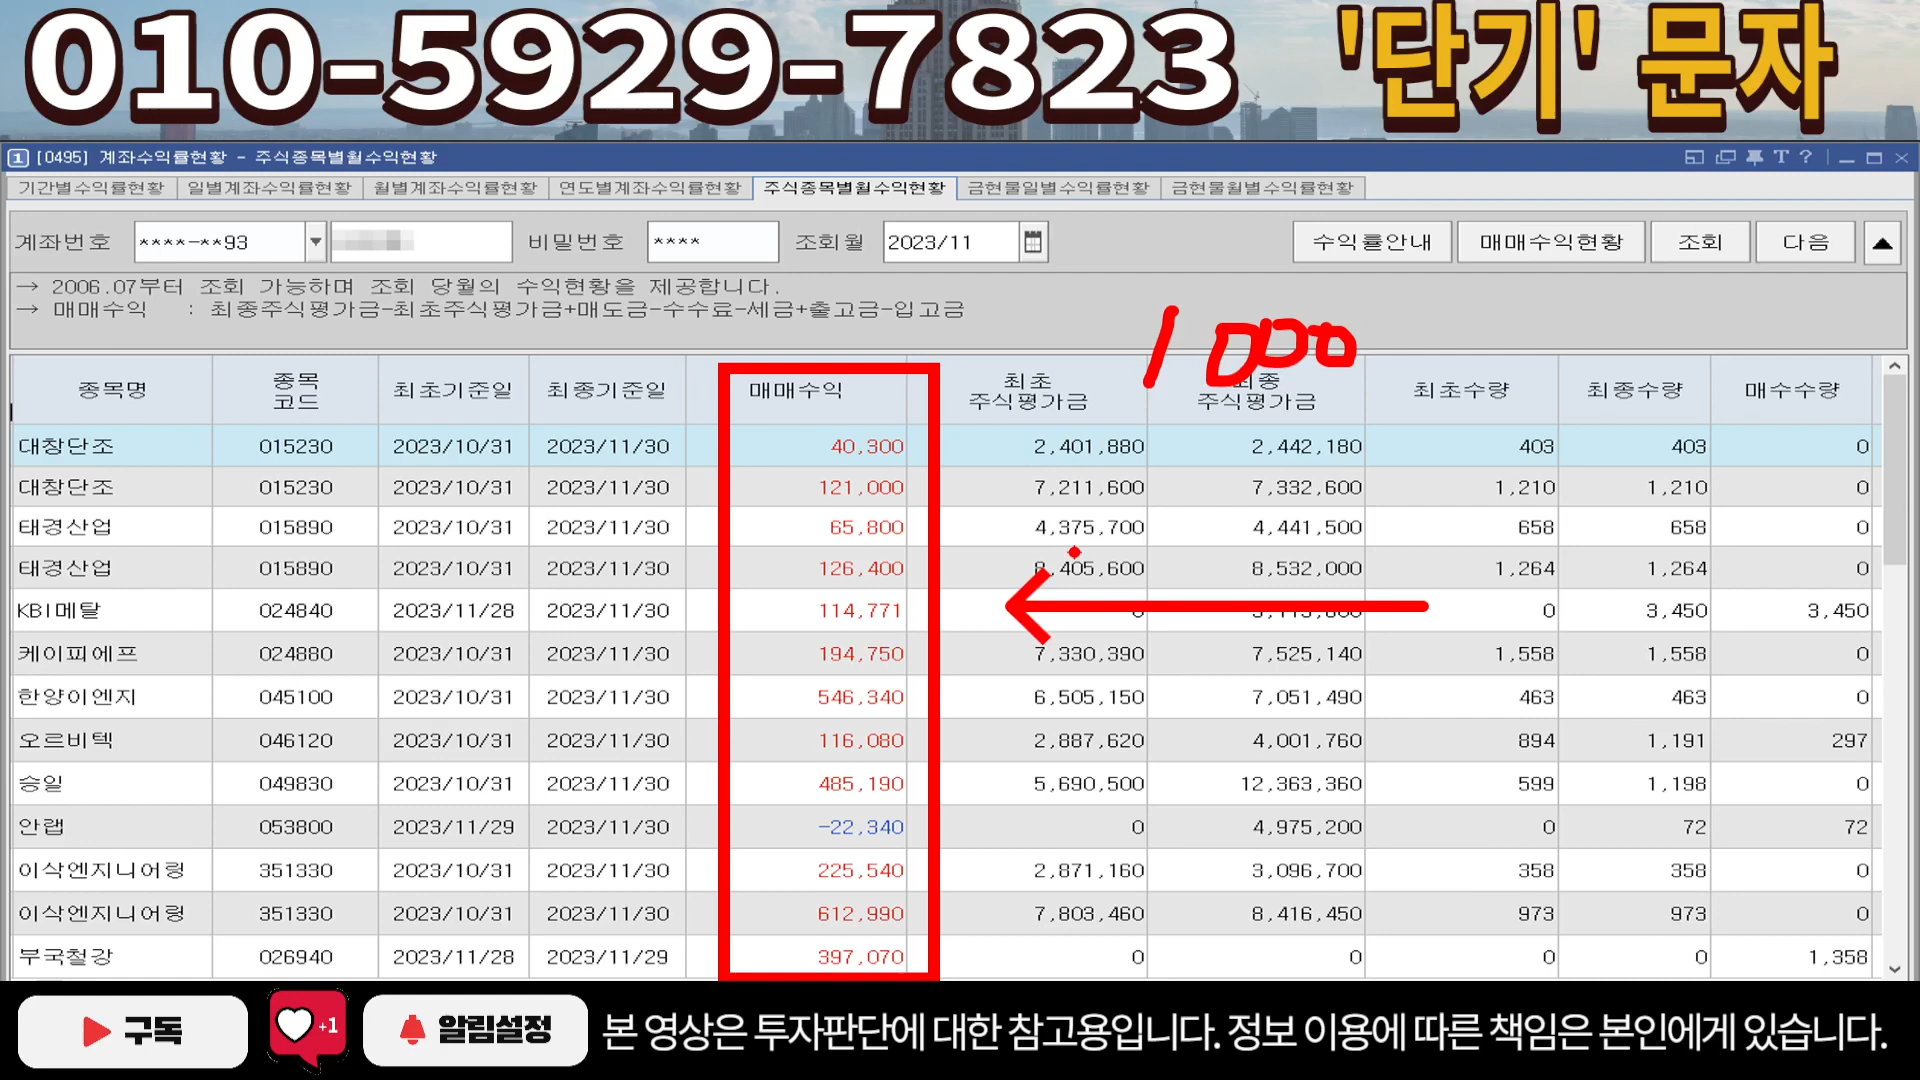 010-5929-7823 '단기' 문자
1 [0495] 계좌수익률현황 - 주식종목별월수익현황
기간별수익률현황 일별계좌수익률현황 월별계좌수익률현황 연도별계좌수익률현황 주식종목별월수익현황 금현물일별수익률현황 금현물월별수익률현황
계좌번호 ****-**93 비밀번호 **** 조회월 2023/11 수익률안내 매매수익현황 조회 다음
→ 2006.07부터 조회 가능하며 조회 당월의 수익현황을 제공합니다.
→ 매매수익 : 최종주식평가금-최초주식평가금+매도금-수수료-세금+출고금-입고금
1000
종목명 종목코드 최초기준일 최종기준일 매매수익 최초주식평가금 최종주식평가금 최초수량 최종수량 매수수량
대창단조 015230 2023/10/31 2023/11/30 40,300 2,401,880 2,442,180 403 403 0
대창단조 015230 2023/10/31 2023/11/30 121,000 7,211,600 7,332,600 1,210 1,210 0
태경산업 015890 2023/10/31 2023/11/30 65,800 4,375,700 4,441,500 658 658 0
태경산업 015890 2023/10/31 2023/11/30 126,400 8,405,600 8,532,000 1,264 1,264 0
KBI메탈 024840 2023/11/28 2023/11/30 114,771 0 0 3,450 3,450
케이피에프 024880 2023/10/31 2023/11/30 194,750 7,330,390 7,525,140 1,558 1,558 0
한양이엔지 045100 2023/10/31 2023/11/30 546,340 6,505,150 7,051,490 463 463 0
오르비텍 046120 2023/10/31 2023/11/30 116,080 2,887,620 4,001,760 894 1,191 297
승일 049830 2023/10/31 2023/11/30 485,190 5,690,500 12,363,360 599 1,198 0
안랩 053800 2023/11/29 2023/11/30 -22,340 0 4,975,200 0 72 72
이삭엔지니어링 351330 2023/10/31 2023/11/30 225,540 2,871,160 3,096,700 358 358 0
이삭엔지니어링 351330 2023/10/31 2023/11/30 612,990 7,803,460 8,416,450 973 973 0
부국철강 026940 2023/11/28 2023/11/29 397,070 0 0 0 0 1,358
구독 +1 알림설정 본 영상은 투자판단에 대한 참고용입니다. 정보 이용에 따른 책임은 본인에게 있습니다.